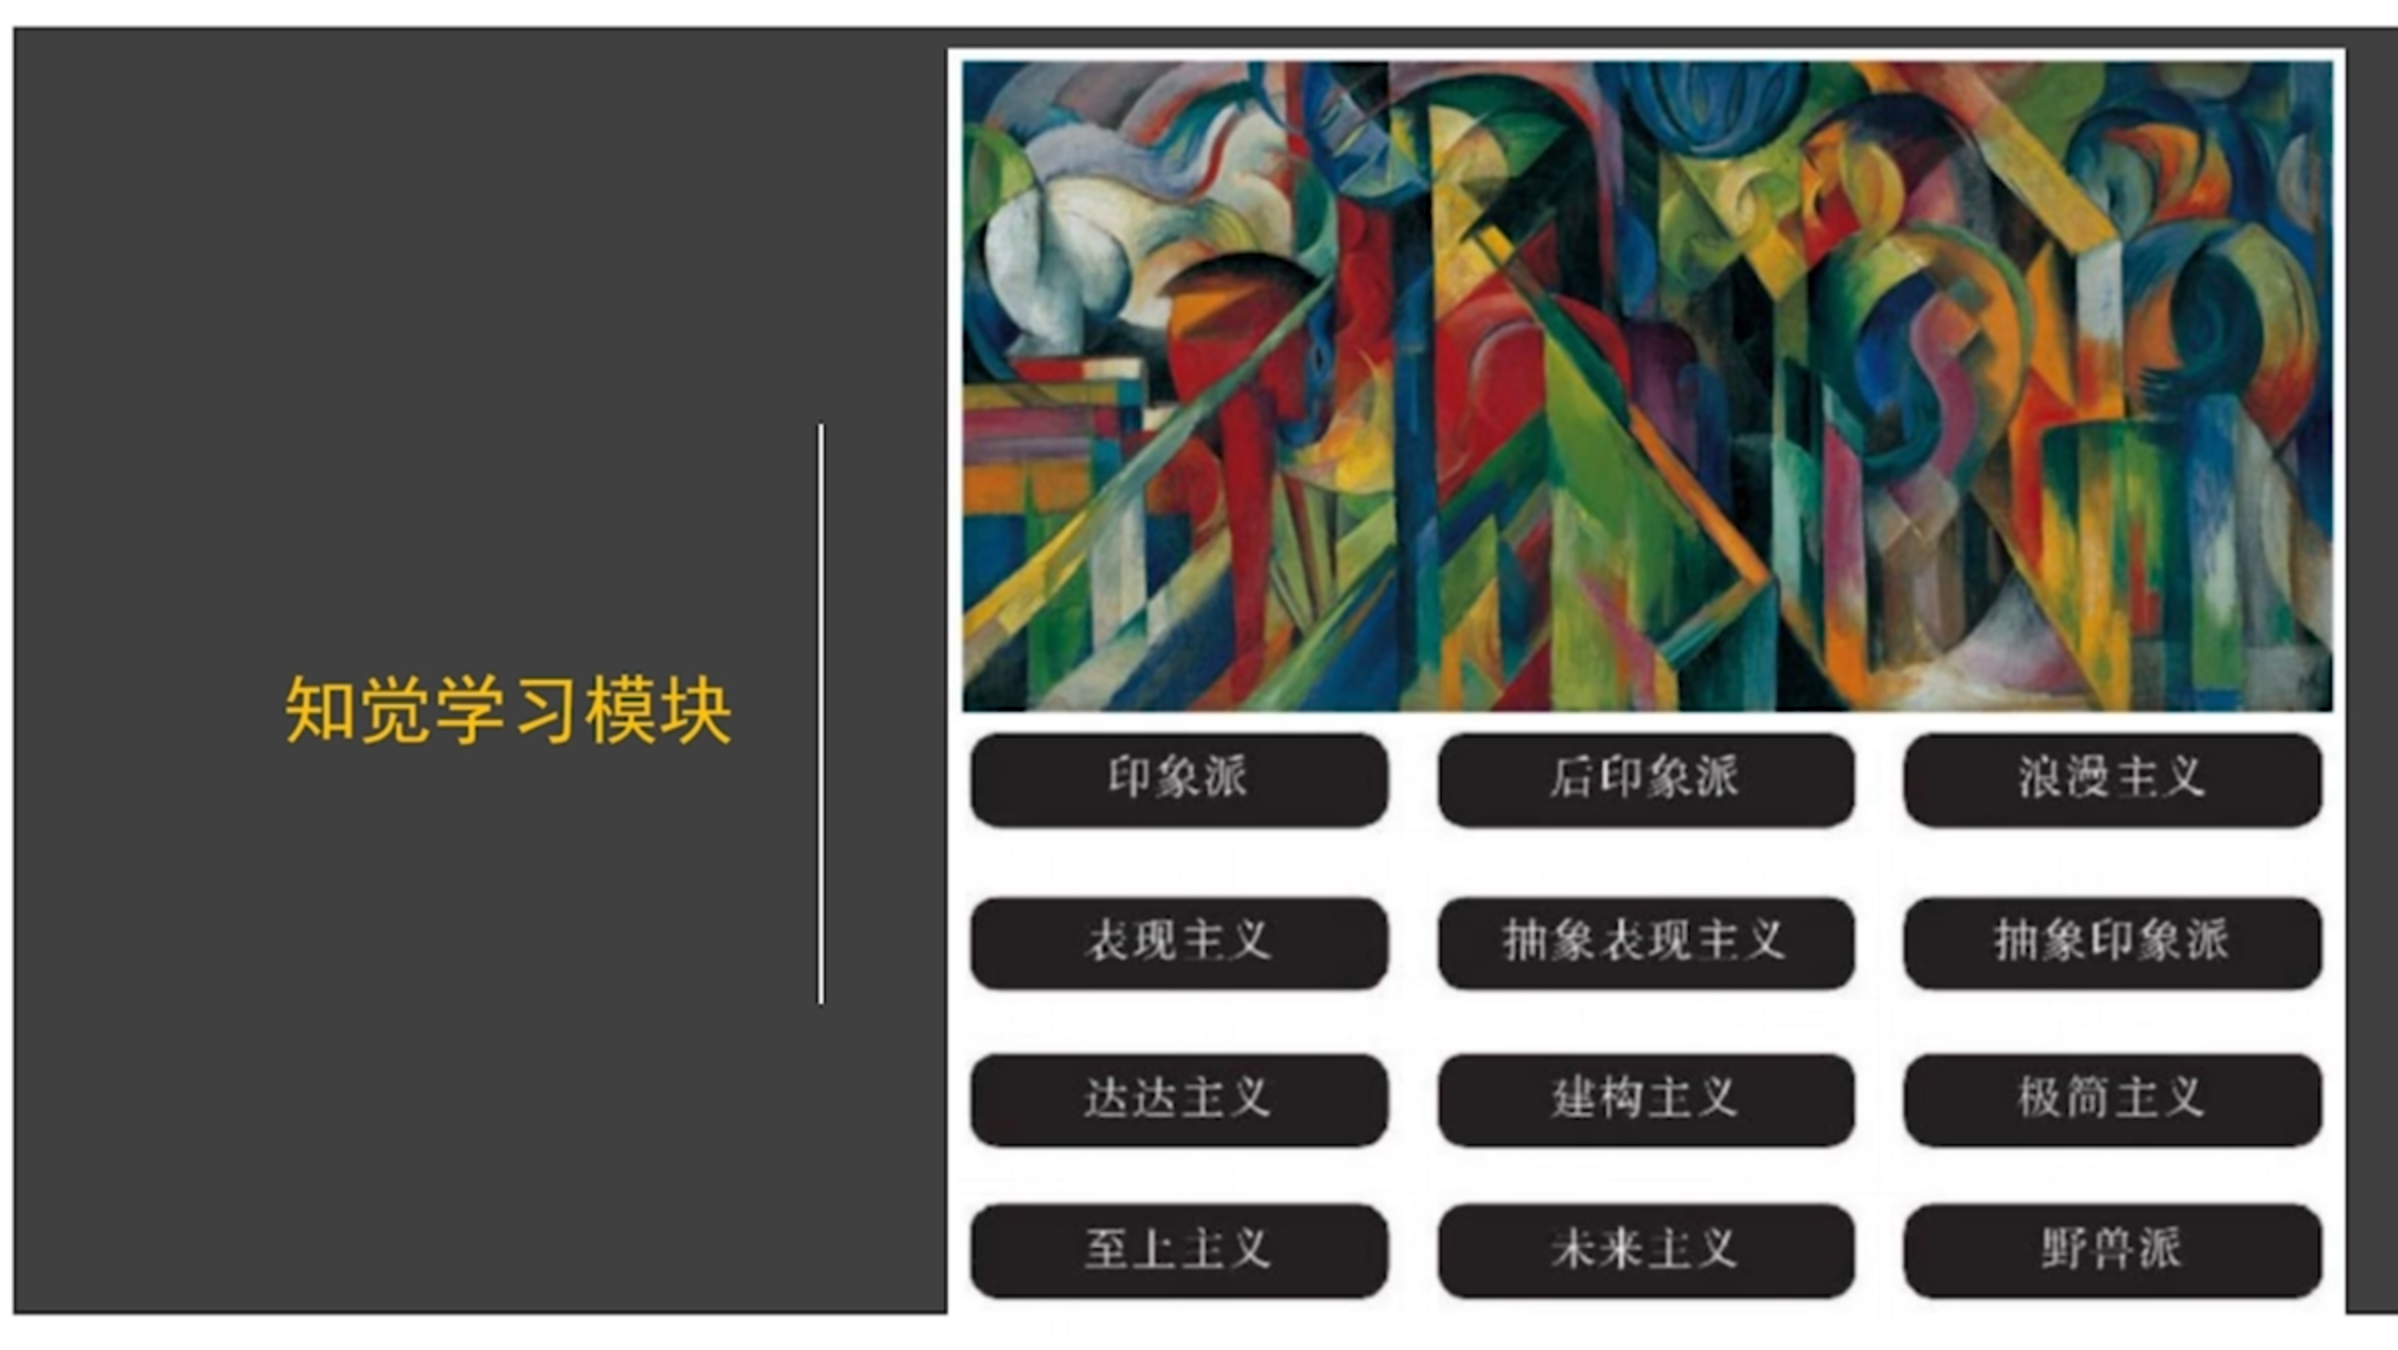 知觉学习模块
印象派
后印象派
浪漫主义
表现主义
抽象表现主义
抽象印象派
达达主义
建构主义
极简主义
至上主义
未来主义
野兽派